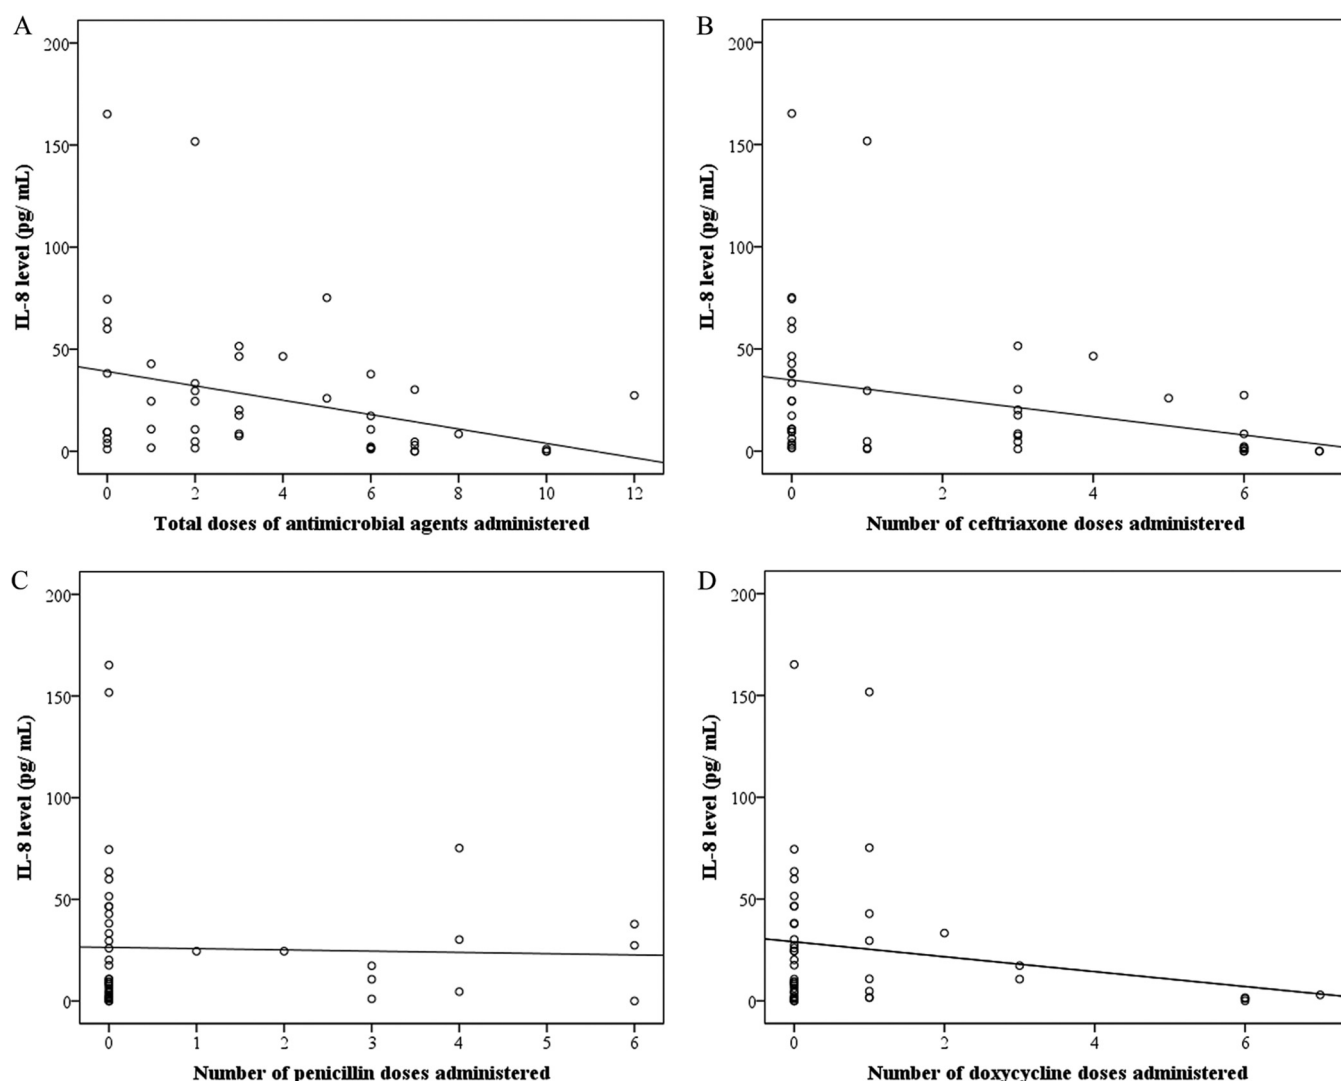 A
200
150
100
50
0
IL-8 level (pg/ mL)
0 2 4 6 8 10 12
Total doses of antimicrobial agents administered
B
200
150
100
50
0
IL-8 level (pg/ mL)
0 2 4 6
Number of ceftriaxone doses administered
C
200
150
100
50
0
IL-8 level (pg/ mL)
0 1 2 3 4 5 6
Number of penicillin doses administered
D
200
150
100
50
0
IL-8 level (pg/ mL)
0 2 4 6
Number of doxycycline doses administered